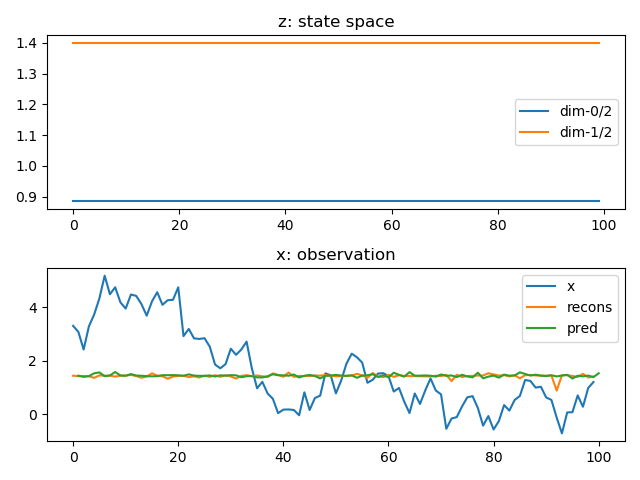 z: state space
1.4
1.3
1.2
1.1
1.0
0.9
dim-0/2
dim-1/2
0 20 40 60 80 100
x: observation
4
2
0
x
recons
pred
0 20 40 60 80 100